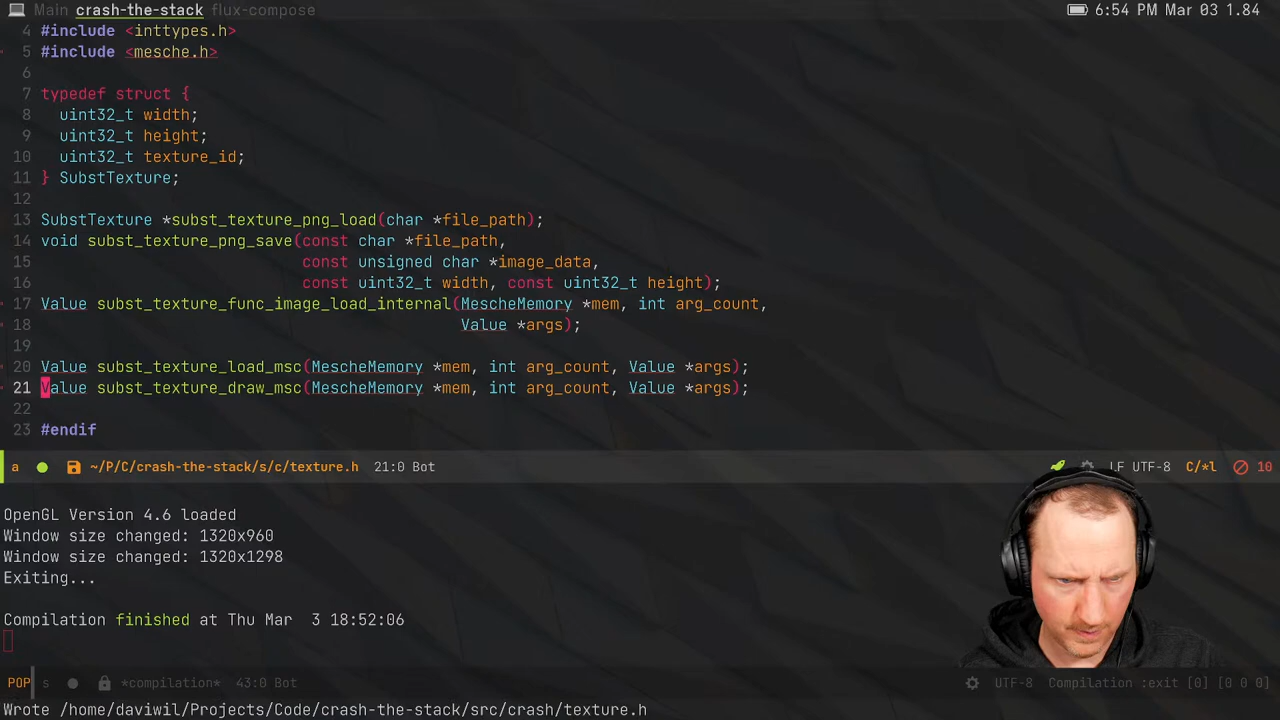 Main crash-the-stack flux-compose 6:54 PM Mar 03 1.84
4 #include <inttypes.h>
5 #include <mesche.h>
6
7 typedef struct {
8 uint32_t width;
9 uint32_t height;
10 uint32_t texture_id;
11 } SubstTexture;
12
13 SubstTexture *subst_texture_png_load(char *file_path);
14 void subst_texture_png_save(const char *file_path,
15 const unsigned char *image_data,
16 const uint32_t width, const uint32_t height);
17 Value subst_texture_func_image_load_internal(MescheMemory *mem, int arg_count,
18 Value *args);
19
20 Value subst_texture_load_msc(MescheMemory *mem, int arg_count, Value *args);
21 Value subst_texture_draw_msc(MescheMemory *mem, int arg_count, Value *args);
22
23 #endif
a ~/P/C/crash-the-stack/s/c/texture.h 21:0 Bot LF UTF-8 C/*l 10
OpenGL Version 4.6 loaded
Window size changed: 1320x960
Window size changed: 1320x1298
Exiting...
Compilation finished at Thu Mar  3 18:52:06
POP s *compilation* 43:0 Bot UTF-8 Compilation :exit [0] [0 0 0]
Wrote /home/daviwil/Projects/Code/crash-the-stack/src/crash/texture.h